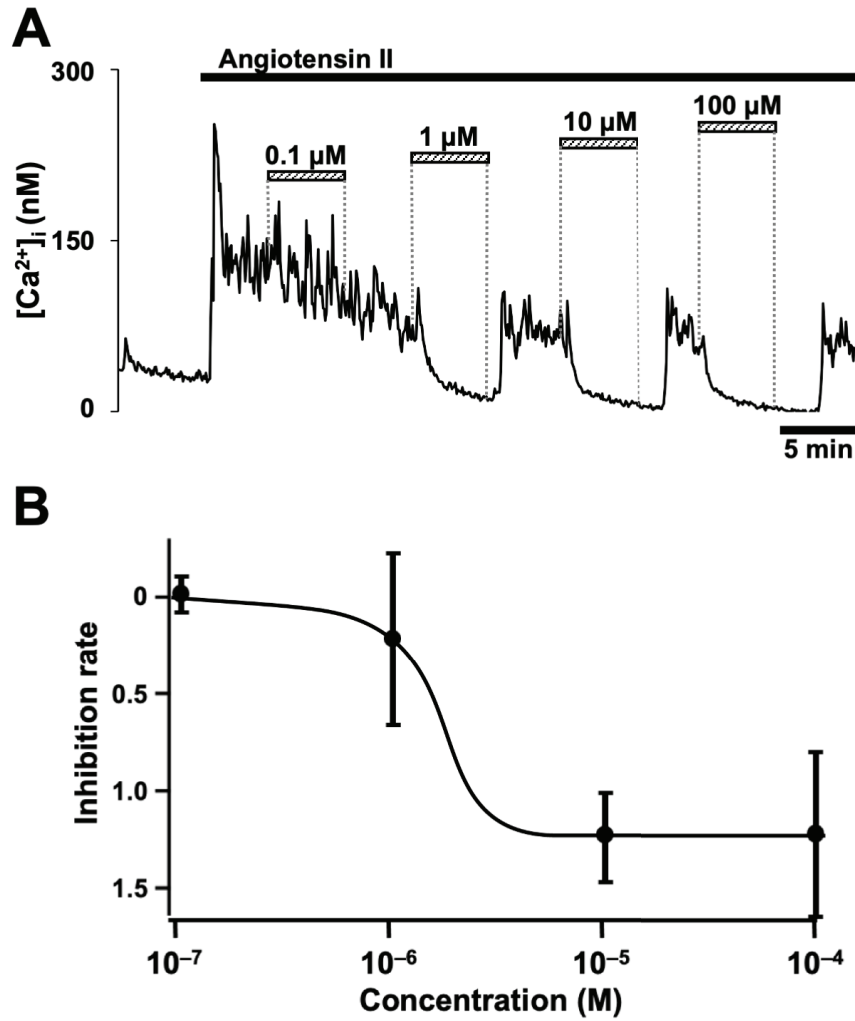 A
Angiotensin II
300
150
0
[Ca²⁺]ᵢ (nM)
0.1 µM
1 µM
10 µM
100 µM
5 min
B
0
0.5
1.0
1.5
Inhibition rate
10⁻⁷
10⁻⁶
10⁻⁵
10⁻⁴
Concentration (M)